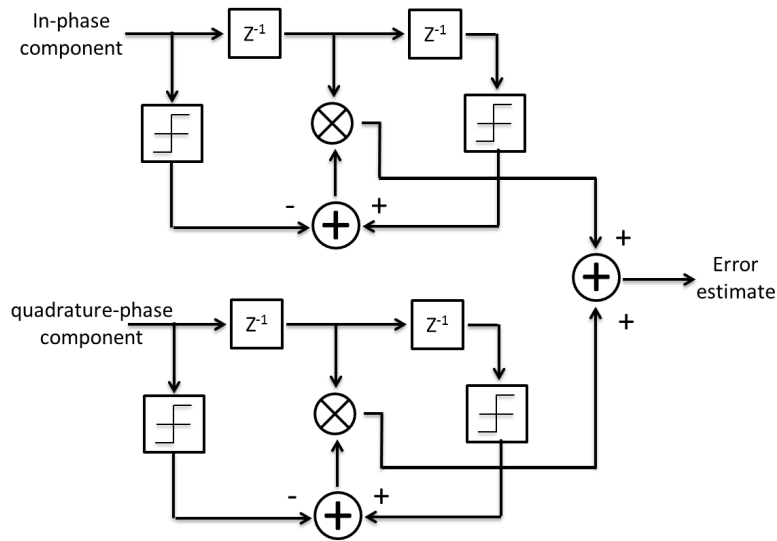 In-phase
component
Z-1
Z-1
-
+
+
Error
estimate
+
quadrature-phase
component
Z-1
Z-1
-
+